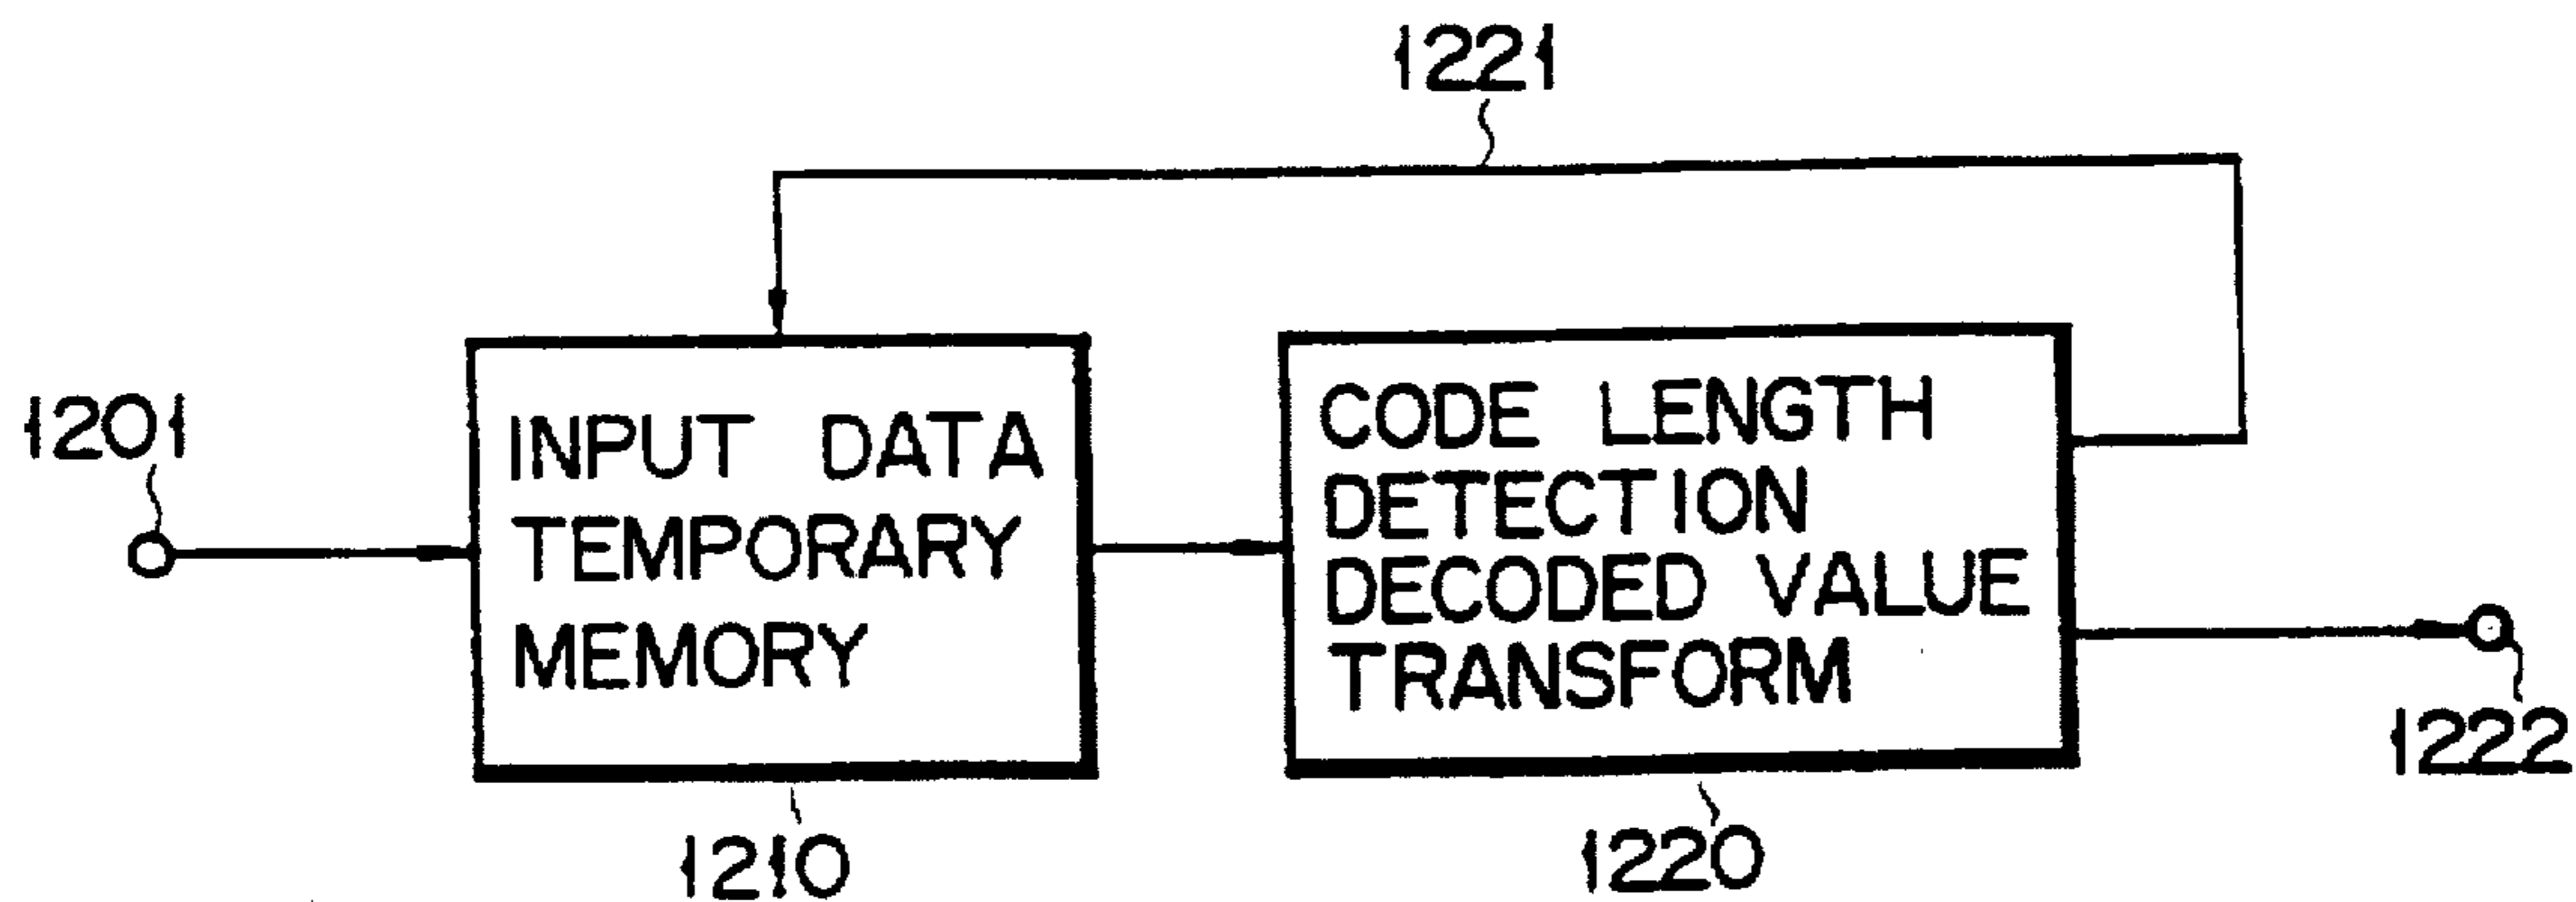 1221
1201
INPUT DATA
TEMPORARY
MEMORY
CODE LENGTH
DETECTION
DECODED VALUE
TRANSFORM
1222
1210
1220